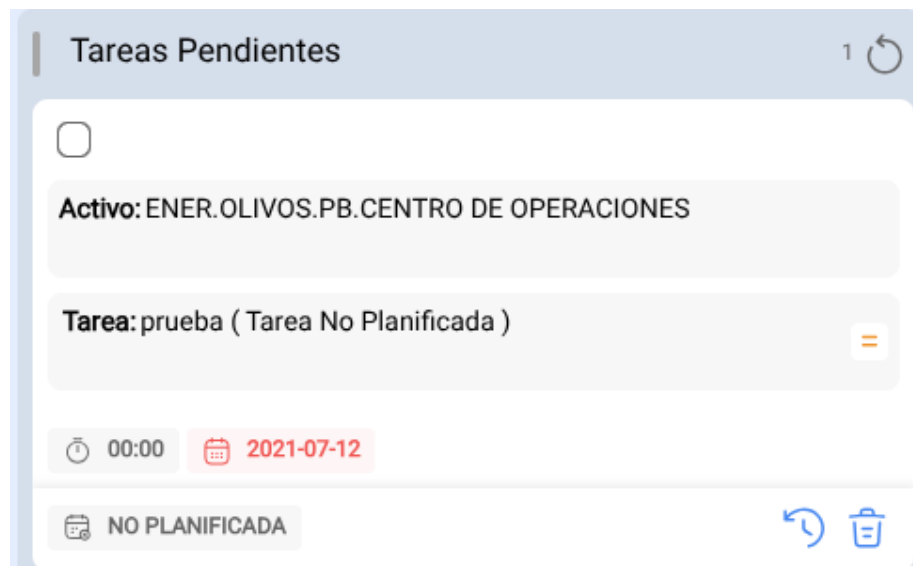 Tareas Pendientes 1
Activo: ENER.OLIVOS.PB.CENTRO DE OPERACIONES
Tarea: prueba ( Tarea No Planificada )
00:00 2021-07-12
NO PLANIFICADA